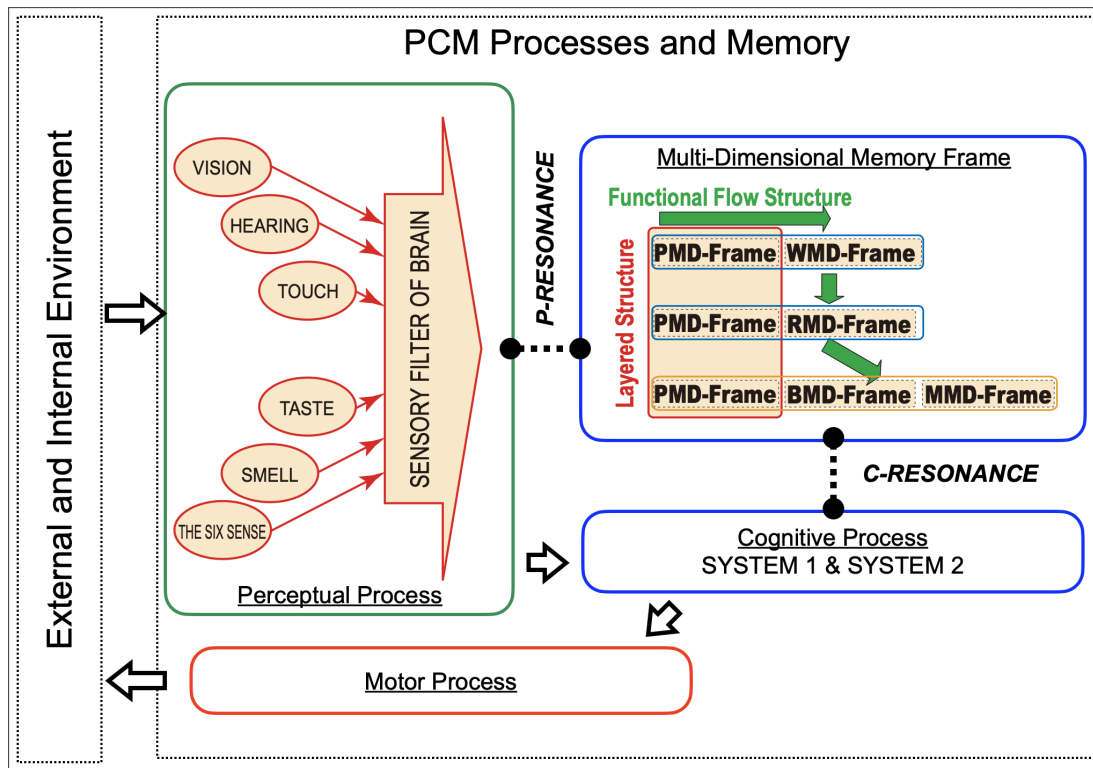 PCM Processes and Memory
External and Internal Environment
VISION
HEARING
TOUCH
TASTE
SMELL
THE SIX SENSE
SENSORY FILTER OF BRAIN
Perceptual Process
P-RESONANCE
Multi-Dimensional Memory Frame
Functional Flow Structure
Layered Structure
PMD-Frame WMD-Frame
PMD-Frame RMD-Frame
PMD-Frame BMD-Frame MMD-Frame
C-RESONANCE
Cognitive Process
SYSTEM 1 & SYSTEM 2
Motor Process